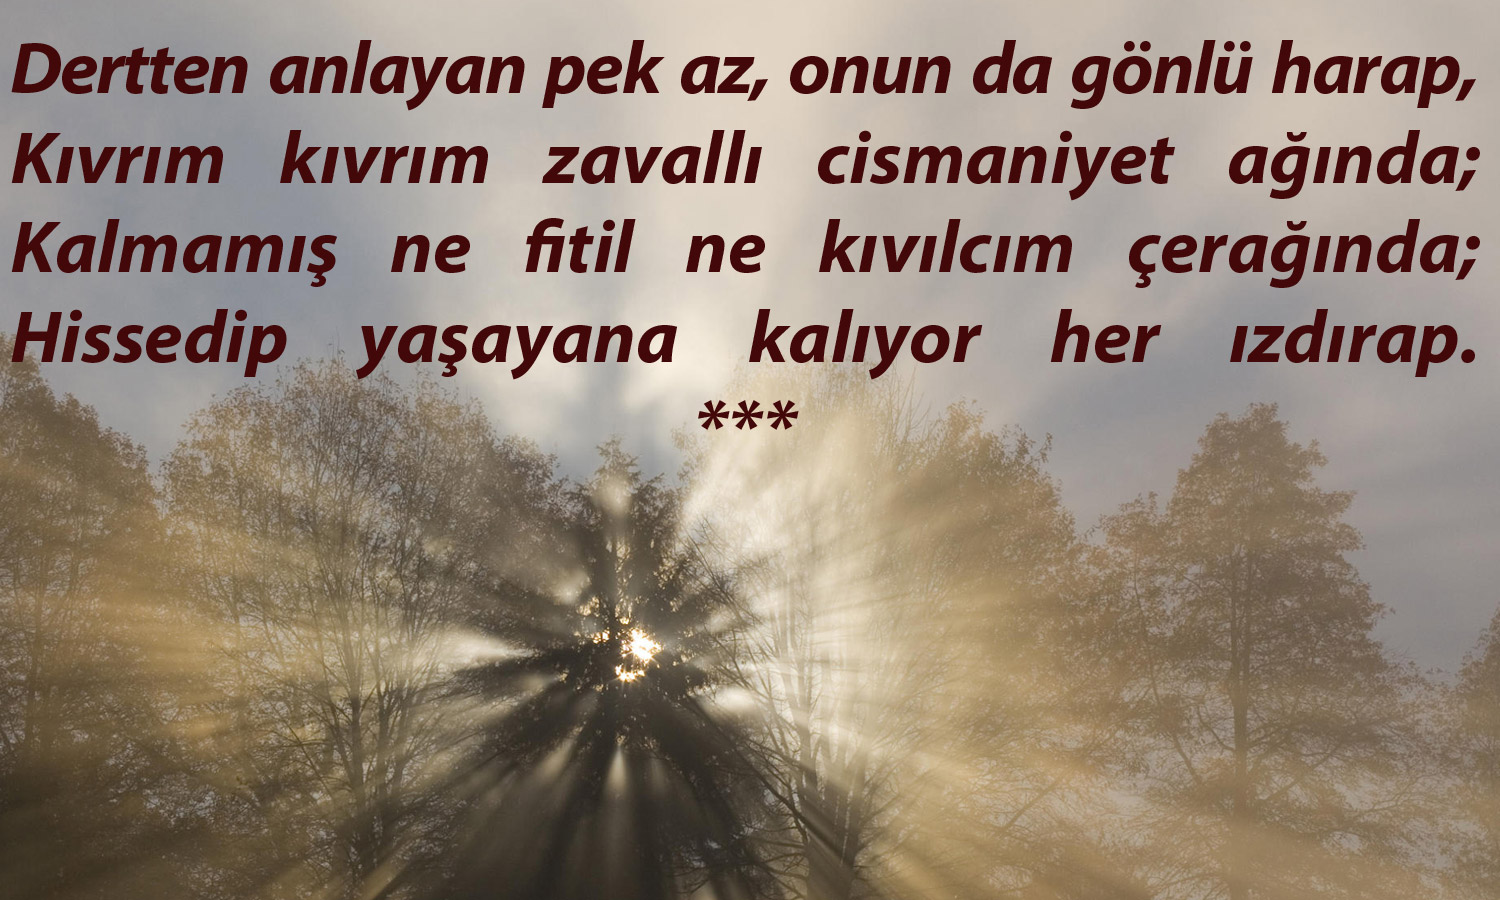 Dertten anlayan pek az, onun da gönlü harap,
Kıvrım kıvrım zavallı cismaniyet ağında;
Kalmamış ne fitil ne kıvılcım çerağında;
Hissedip yaşayana kalıyor her ızdırap.
***